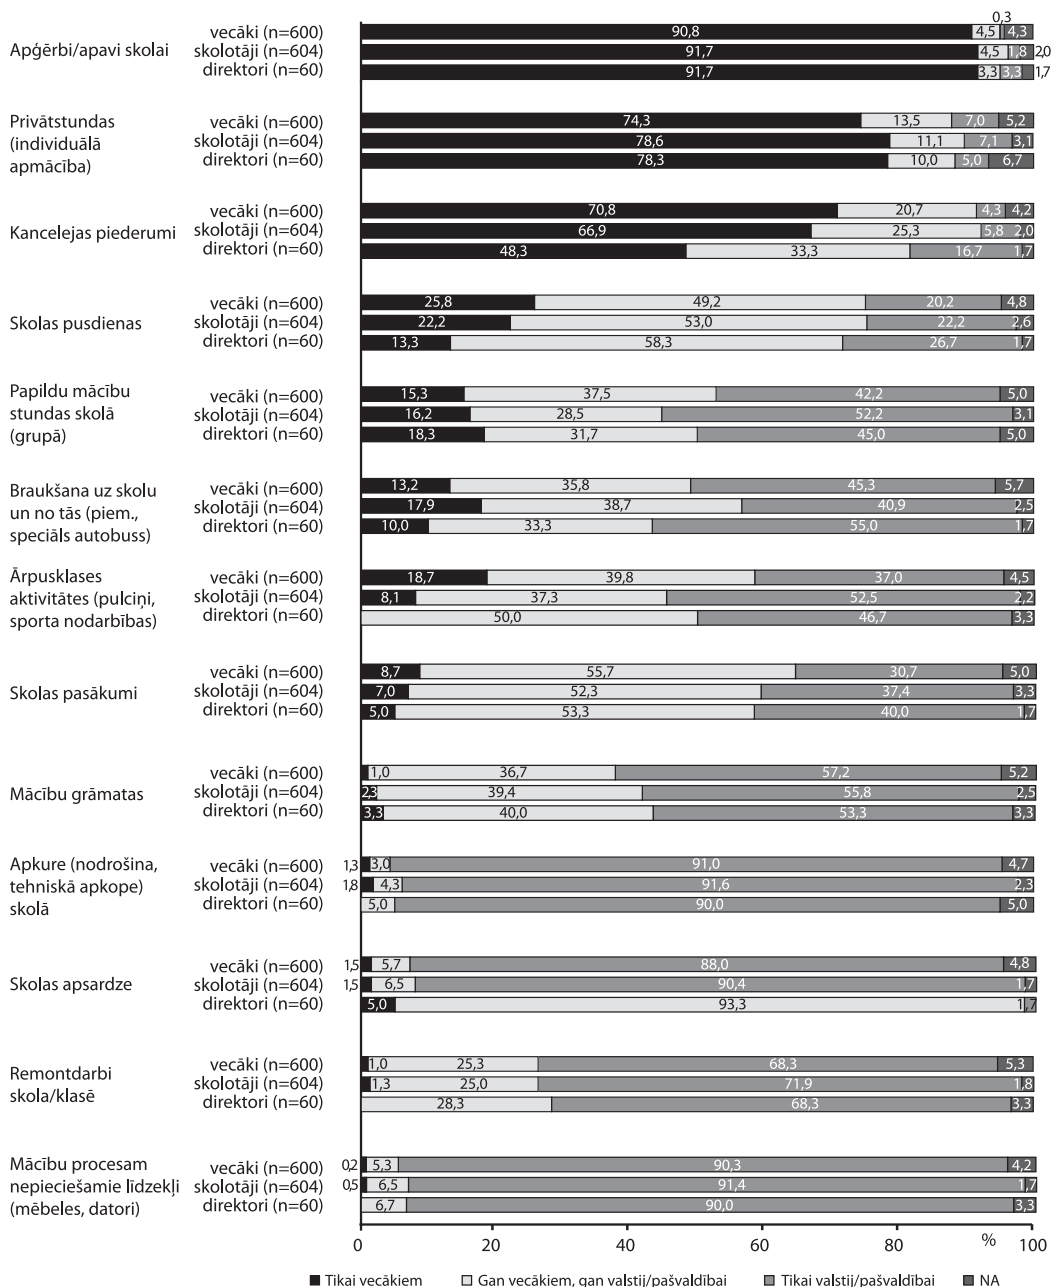 0,3
vecāki (n=600) 90,8 4,5 4,3
Apģērbi/apavi skolai skolotāji (n=604) 91,7 4,5 1,8 2,0
direktori (n=60) 91,7 3,3 3,3 1,7
Privātstundas vecāki (n=600) 74,3 13,5 7,0 5,2
(individuālā skolotāji (n=604) 78,6 11,1 7,1 3,1
apmācība) direktori (n=60) 78,3 10,0 5,0 6,7
vecāki (n=600) 70,8 20,7 4,3 4,2
Kancelejas piederumi skolotāji (n=604) 66,9 25,3 5,8 2,0
direktori (n=60) 48,3 33,3 16,7 1,7
vecāki (n=600) 25,8 49,2 20,2 4,8
Skolas pusdienas skolotāji (n=604) 22,2 53,0 22,2 2,6
direktori (n=60) 13,3 58,3 26,7 1,7
Papildu mācību vecāki (n=600) 15,3 37,5 42,2 5,0
stundas skolā skolotāji (n=604) 16,2 28,5 52,2 3,1
(grupā) direktori (n=60) 18,3 31,7 45,0 5,0
Braukšana uz skolu vecāki (n=600) 13,2 35,8 45,3 5,7
un no tās (piem., skolotāji (n=604) 17,9 38,7 40,9 2,5
speciāls autobuss) direktori (n=60) 10,0 33,3 55,0 1,7
Ārpusklases vecāki (n=600) 18,7 39,8 37,0 4,5
aktivitātes (pulciņi, skolotāji (n=604) 8,1 37,3 52,5 2,2
sporta nodarbības) direktori (n=60) 50,0 46,7 3,3
vecāki (n=600) 8,7 55,7 30,7 5,0
Skolas pasākumi skolotāji (n=604) 7,0 52,3 37,4 3,3
direktori (n=60) 5,0 53,3 40,0 1,7
vecāki (n=600) 1,0 36,7 57,2 5,2
Mācību grāmatas skolotāji (n=604) 2,3 39,4 55,8 2,5
direktori (n=60) 3,3 40,0 53,3 3,3
Apkure (nodrošina, vecāki (n=600) 1,3 3,0 91,0 4,7
tehniskā apkope) skolotāji (n=604) 1,8 4,3 91,6 2,3
skolā direktori (n=60) 5,0 90,0 5,0
vecāki (n=600) 1,5 5,7 88,0 4,8
Skolas apsardze skolotāji (n=604) 1,5 6,5 90,4 1,7
direktori (n=60) 5,0 93,3 1,7
vecāki (n=600) 1,0 25,3 68,3 5,3
Remontdarbi skolotāji (n=604) 1,3 25,0 71,9 1,8
skola/klasē direktori (n=60) 28,3 68,3 3,3
Mācību procesam vecāki (n=600) 0,2 5,3 90,3 4,2
nepieciešamie līdzekļi skolotāji (n=604) 0,5 6,5 91,4 1,7
(mēbeles, datori) direktori (n=60) 6,7 90,0 3,3
0 20 40 60 80 % 100
Tikai vecākiem Gan vecākiem, gan valstij/pašvaldībai Tikai valstij/pašvaldībai NA